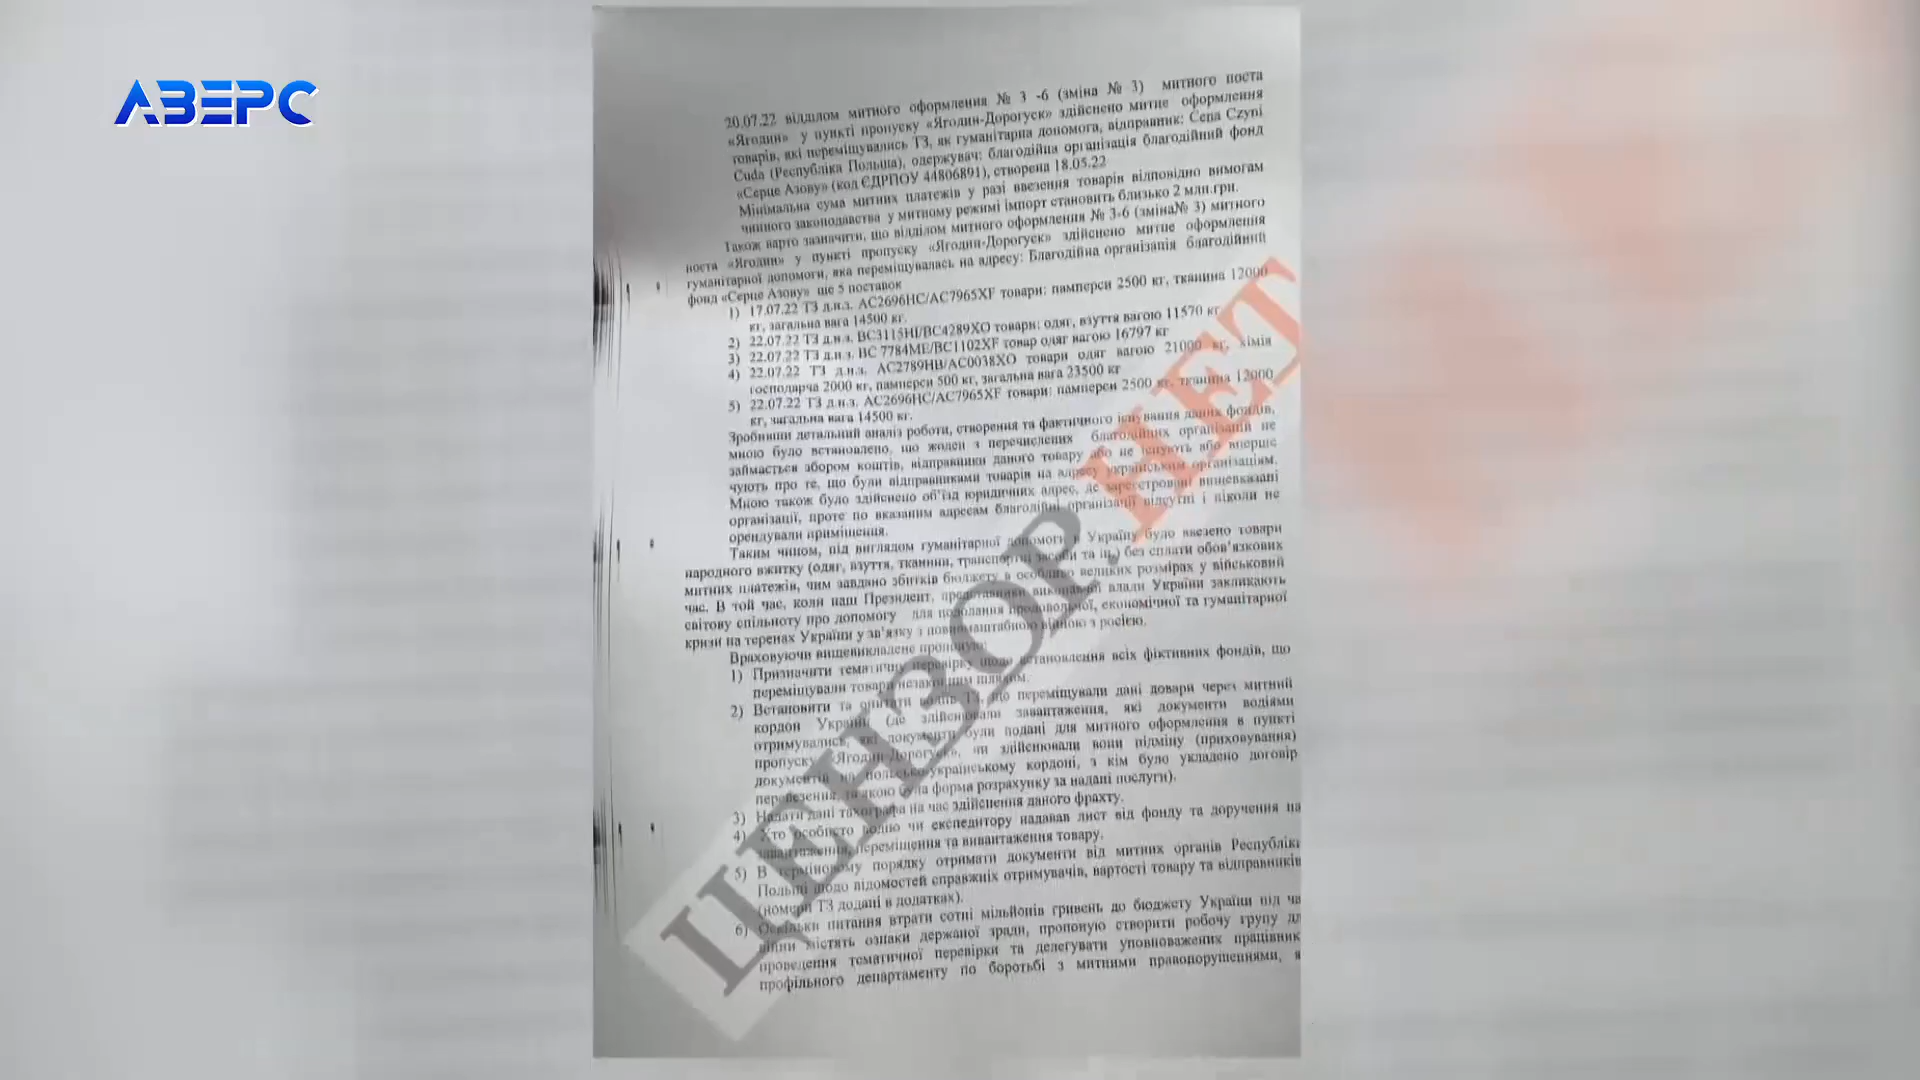 АВЕРС
20.07.22 відділом митного оформлення № 3 -6 (зміна № 3) митного поста
«Ягодин» у пункті пропуску «Ягодин-Дорогуск» здійснено митне оформлення
товарів, які переміщувались ТЗ, як гуманітарна допомога, відправник: Cena Czyni
Cuda (Республіка Польща), одержувач: благодійна організація благодійний фонд
«Серце Азову» (код ЄДРПОУ 44806891), створена 18.05.22
Мінімальна сума митних платежів у разі ввезення товарів відповідно вимогам
чинного законодавства у митному режимі імпорт становить близько 2 млн.грн.
Також варто зазначити, що відділом митного оформлення № 3-6 (зміна№ 3) митного
поста «Ягодин» у пункті пропуску «Ягодин-Дорогуск» здійснено митне оформлення
гуманітарної допомоги, яка переміщувалась на адресу: Благодійна організація благодійний
фонд «Серце Азову» ще 5 поставок
1) 17.07.22 ТЗ д.н.з. АС2696НС/АС7965XF товари: памперси 2500 кг, тканина 12000
кг, загальна вага 14500 кг.
2) 22.07.22 ТЗ д.н.з. ВС3115НІ/ВС4289ХО товари: одяг, взуття вагою 11570 кг
3) 22.07.22 ТЗ д.н.з. ВС 7784МЕ/ВС1102XF товар одяг вагою 16797 кг
4) 22.07.22 ТЗ д.н.з. АС2789НВ/АС0038ХО товари одяг вагою 21000 кг, хімія
господарча 2000 кг, памперси 500 кг, загальна вага 23500 кг
5) 22.07.22 ТЗ д.н.з. АС2696НС/АС7965XF товари: памперси 2500 кг, тканина 12000
кг, загальна вага 14500 кг.
Зробивши детальний аналіз роботи, створення та фактичного існування даних фондів,
мною було встановлено, що жоден з перечислених благодійних організацій не
займається збором коштів, відправники даного товару або не існують або вперше
чують про те, що були відправниками товарів на адресу українським організаціям.
Мною також було здійснено об'їзд юридичних адрес, де зареєстровані вищевказані
організації, проте по вказаним адресам благодійні організації відсутні і ніколи не
орендували приміщення.
Таким чином, під виглядом гуманітарної допомоги в Україну було ввезено товари
народного вжитку (одяг, взуття, тканини, транспортні засоби та ін.) без сплати обов'язкових
митних платежів, чим завдано збитків бюджету в особливо великих розмірах у військовий
час. В той час, коли наш Президент, представники виконавчої влади України закликають
світову спільноту про допомогу для подолання продовольчої, економічної та гуманітарної
кризи на теренах України у зв'язку з повномаштабною війною з росією.
Враховуючи вищевикладене пропоную:
1) Призначити тематичну перевірку щодо встановлення всіх фіктивних фондів, що
переміщували товари незаконним шляхом.
2) Встановити та опитати водіїв ТЗ, що переміщували дані довари через митний
кордон України (де здійснювали завантаження, які документи водіями
отримувались, які документи були подані для митного оформлення в пункті
пропуску «Ягодин-Дорогуск», чи здійснювали вони підміну (приховування)
документів на польсько-українському кордоні, з ким було укладено договір
перевезення, та якою була форма розрахунку за надані послуги).
3) Надати дані тахографа на час здійснення даного фрахту.
4) Хто особисто водію чи експедитору надавав лист від фонду та доручення на
завантаження, переміщення та вивантаження товару.
5) В терміновому порядку отримати документи від митних органів Республіки
Польщі щодо відомостей справжніх отримувачів, вартості товару та відправників
(номери ТЗ додані в додатках).
6) Оскільки питання втрати сотні мільйонів гривень до бюджету України під ча
війни містять ознаки держаної зради, пропоную створити робочу групу дл
проведення тематичної перевірки та делегувати уповноважених працівник
профільного департаменту по боротьбі з митними правопорушеннями, я
ЦЕНЗОР.НЕТ